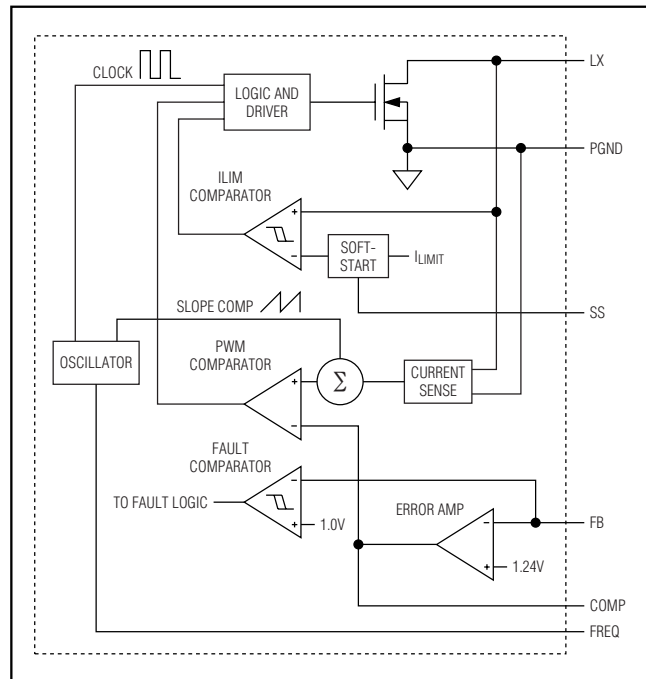 CLOCK
LOGIC AND
DRIVER
LX
PGND
ILIM
COMPARATOR
+
−
SOFT-
START
ILIMIT
SS
SLOPE COMP
OSCILLATOR
PWM
COMPARATOR
+
−
Σ
CURRENT
SENSE
FAULT
COMPARATOR
−
+
TO FAULT LOGIC
1.0V
ERROR AMP
−
+
FB
1.24V
COMP
FREQ